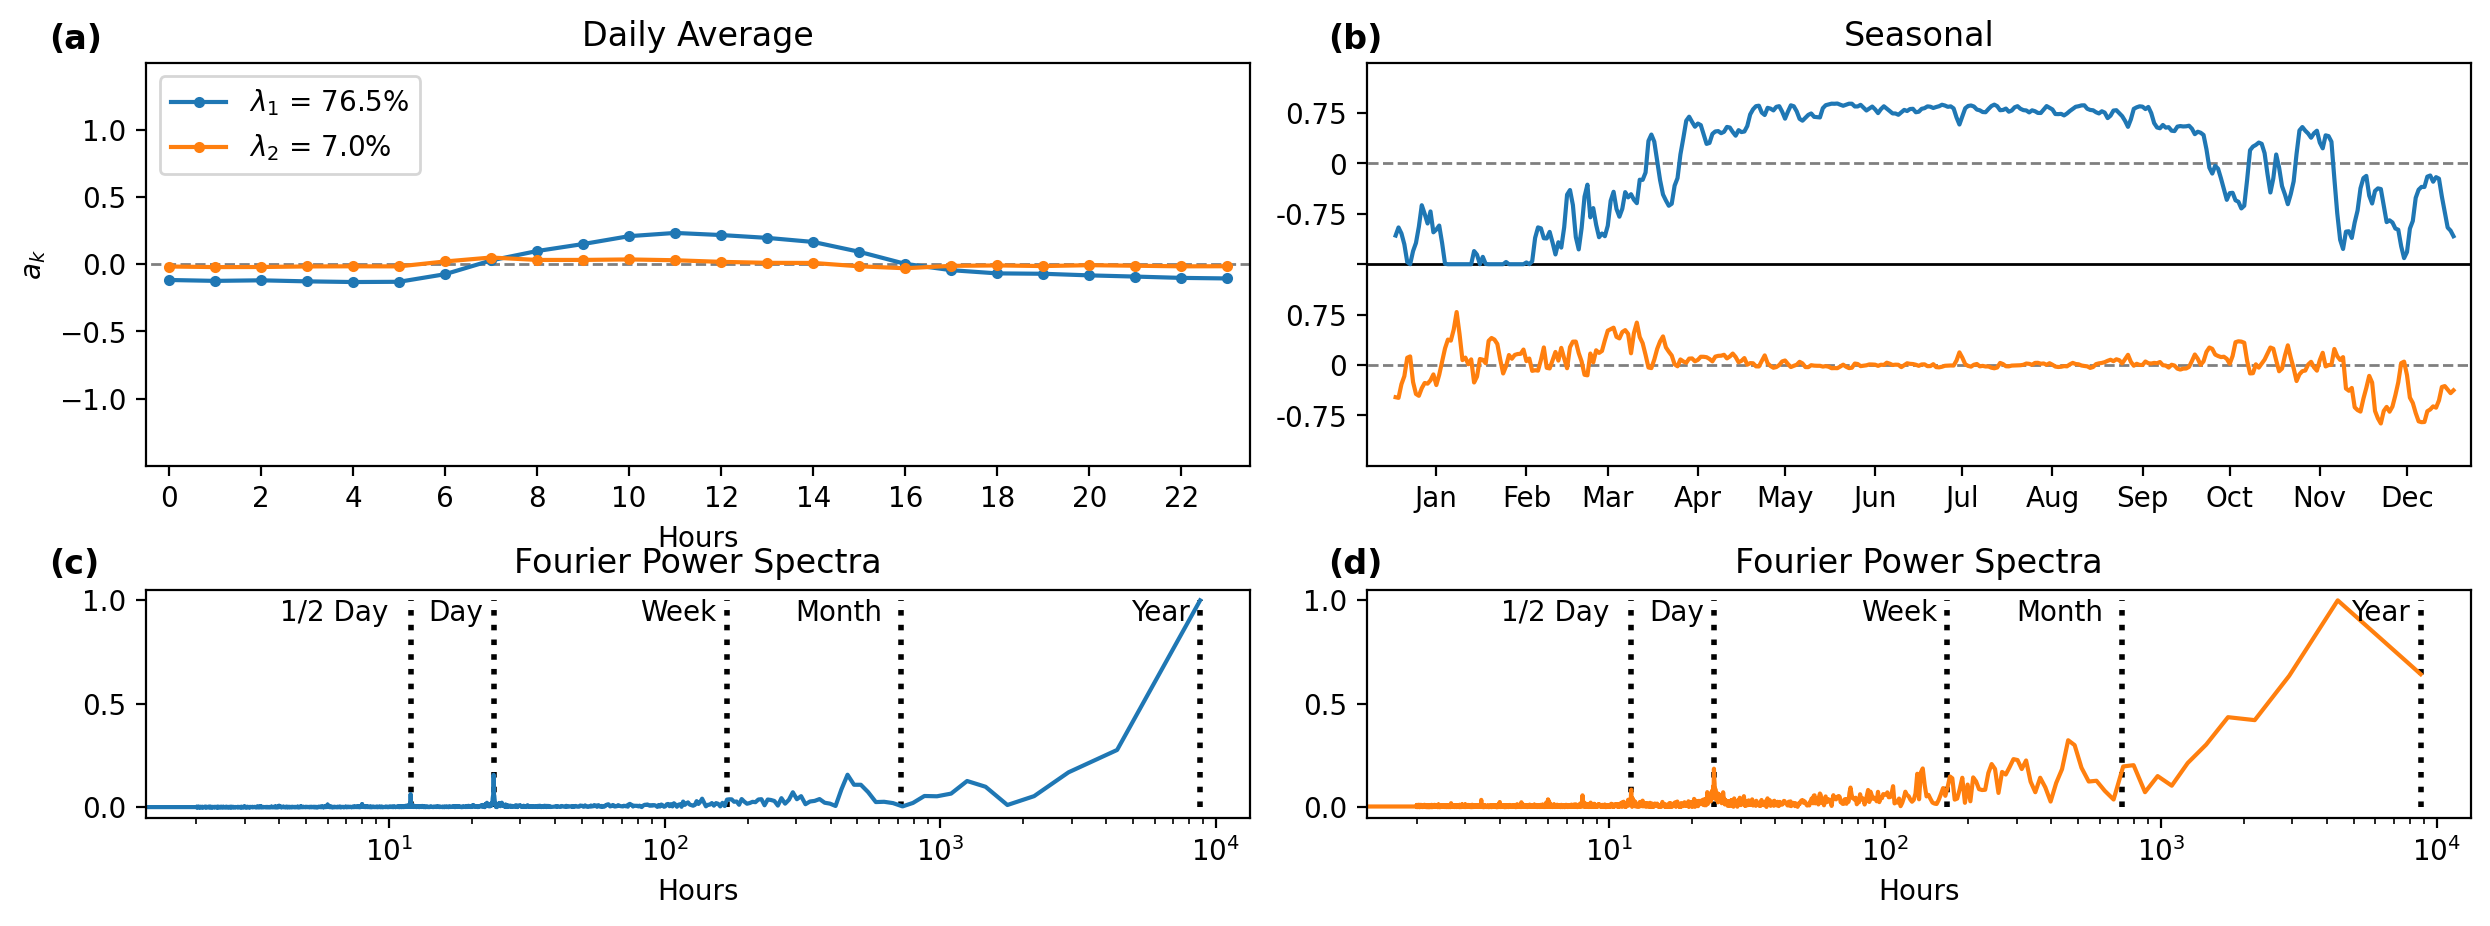 (a)
Daily Average
λ1 = 76.5%
λ2 = 7.0%
1.0
0.5
0.0
−0.5
−1.0
ak
0 2 4 6 8 10 12 14 16 18 20 22
Hours
(b)
Seasonal
0.75
0
-0.75
0.75
0
-0.75
Jan Feb Mar Apr May Jun Jul Aug Sep Oct Nov Dec
(c)
Fourier Power Spectra
1/2 Day Day Week Month Year
1.0
0.5
0.0
10^1 10^2 10^3 10^4
Hours
(d)
Fourier Power Spectra
1/2 Day Day Week Month Year
1.0
0.5
0.0
10^1 10^2 10^3 10^4
Hours